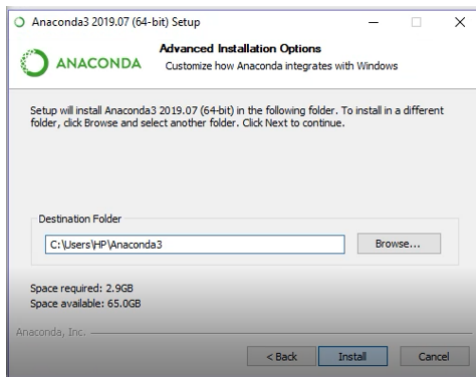 Anaconda3 2019.07 (64-bit) Setup
ANACONDA
Advanced Installation Options
Customize how Anaconda integrates with Windows
Setup will install Anaconda3 2019.07 (64-bit) in the following folder. To install in a different
folder, click Browse and select another folder. Click Next to continue.
Destination Folder
C:\Users\HP\Anaconda3
Browse...
Space required: 2.9GB
Space available: 65.0GB
Anaconda, Inc.
< Back
Install
Cancel